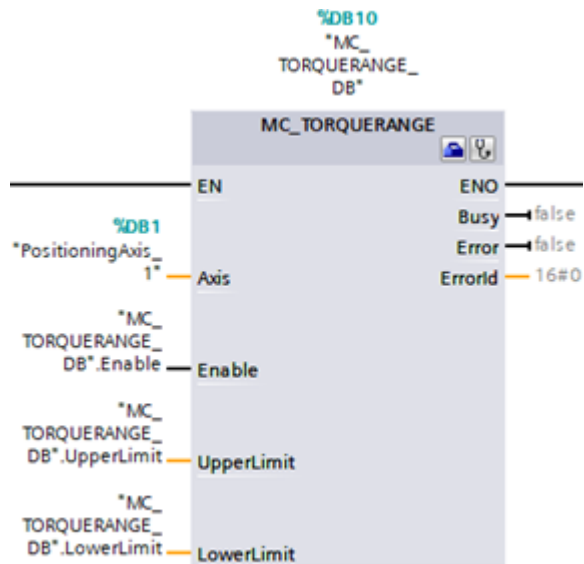 %DB10
"MC_
TORQUERANGE_
DB"
MC_TORQUERANGE
EN
ENO
Busy
false
%DB1
Error
false
"PositioningAxis_
1"
Axis
ErrorId
16#0
"MC_
TORQUERANGE_
DB".Enable
Enable
"MC_
TORQUERANGE_
DB".UpperLimit
UpperLimit
"MC_
TORQUERANGE_
DB".LowerLimit
LowerLimit